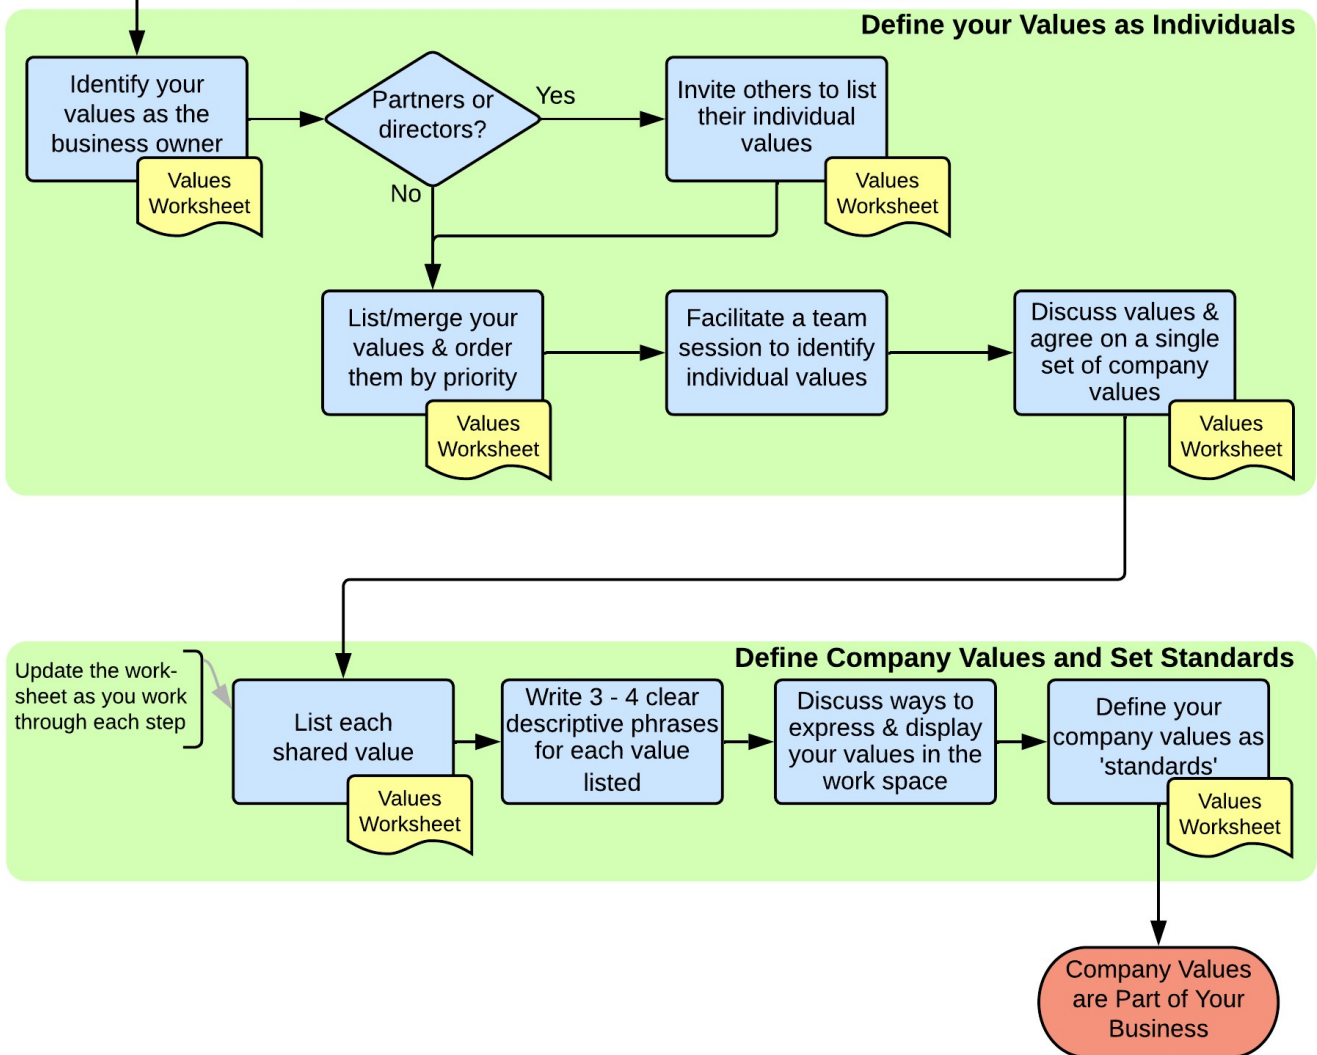 Define your Values as Individuals
Identify your
values as the
business owner
Values
Worksheet
Partners or
directors?
Yes
No
Invite others to list
their individual
values
Values
Worksheet
List/merge your
values & order
them by priority
Values
Worksheet
Facilitate a team
session to identify
individual values
Discuss values &
agree on a single
set of company
values
Values
Worksheet
Define Company Values and Set Standards
Update the work-
sheet as you work
through each step
List each
shared value
Values
Worksheet
Write 3 - 4 clear
descriptive phrases
for each value
listed
Discuss ways to
express & display
your values in the
work space
Define your
company values as
'standards'
Values
Worksheet
Company Values
are Part of Your
Business